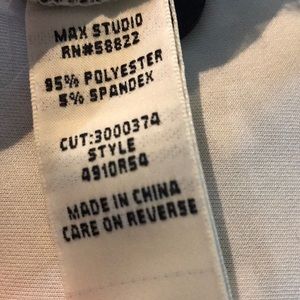 MAX STUDIO
RN#58822
95% POLYESTER
5% SPANDEX
CUT:3000374
STYLE
4910R54
MADE IN CHINA
CARE ON REVERSE